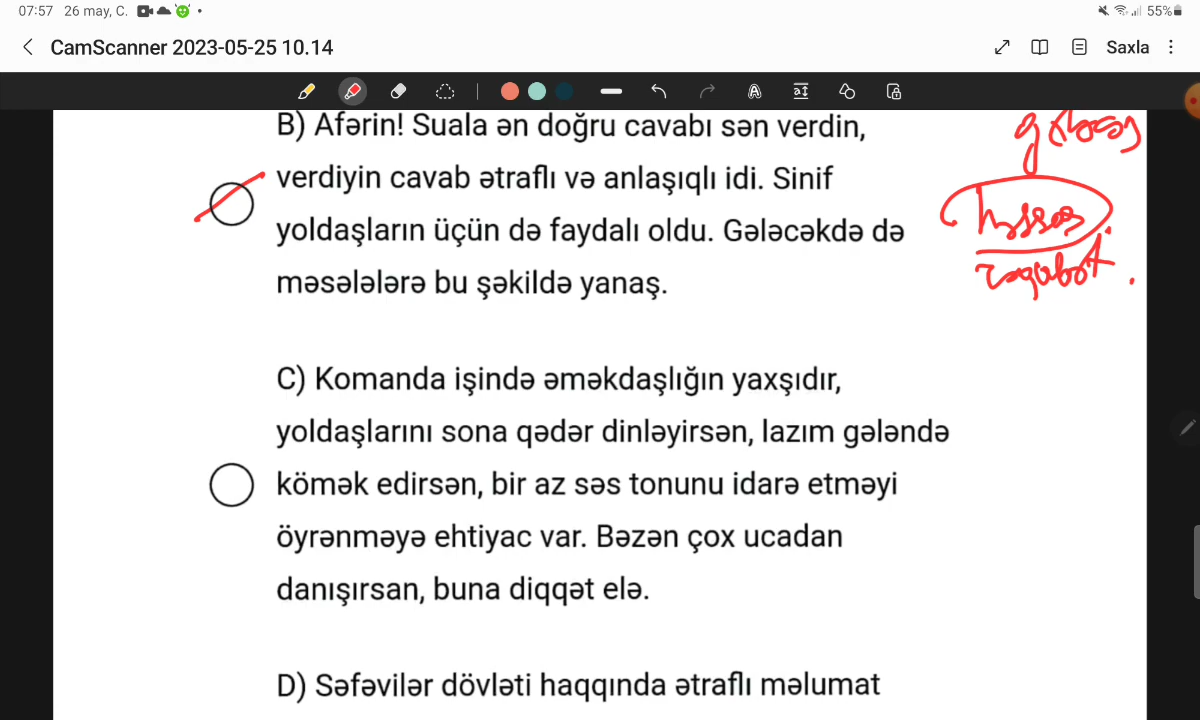 07:57 26 may, C. 55%
CamScanner 2023-05-25 10.14 Saxla
B) Afərin! Suala ən doğru cavabı sən verdin,
verdiyin cavab ətraflı və anlaşıqlı idi. Sinif
yoldaşların üçün də faydalı oldu. Gələcəkdə də
məsələlərə bu şəkildə yanaş.
C) Komanda işində əməkdaşlığın yaxşıdır,
yoldaşlarını sona qədər dinləyirsən, lazım gələndə
kömək edirsən, bir az səs tonunu idarə etməyi
öyrənməyə ehtiyac var. Bəzən çox ucadan
danışırsan, buna diqqət elə.
D) Səfəvilər dövləti haqqında ətraflı məlumat